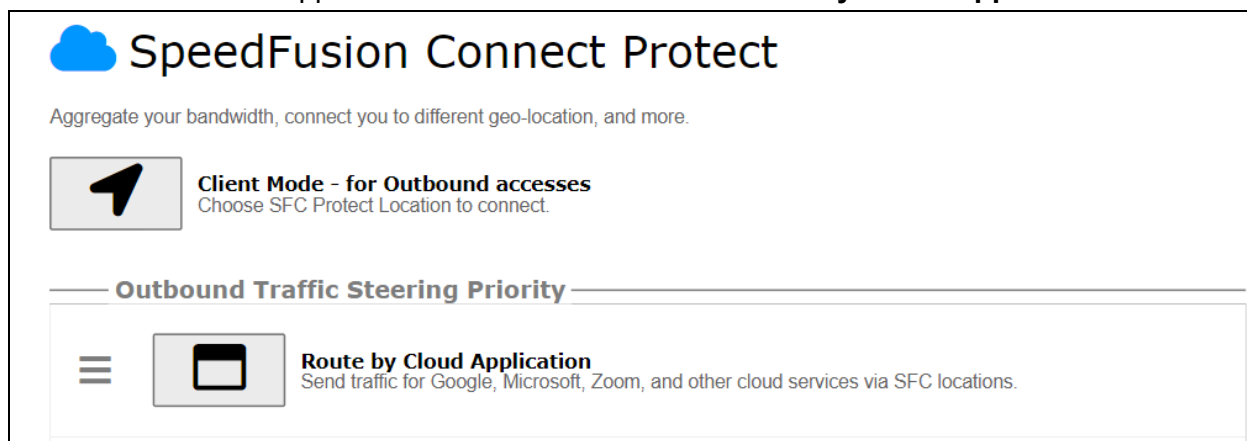 SpeedFusion Connect Protect
Aggregate your bandwidth, connect you to different geo-location, and more.
Client Mode - for Outbound accesses
Choose SFC Protect Location to connect.
Outbound Traffic Steering Priority
Route by Cloud Application
Send traffic for Google, Microsoft, Zoom, and other cloud services via SFC locations.